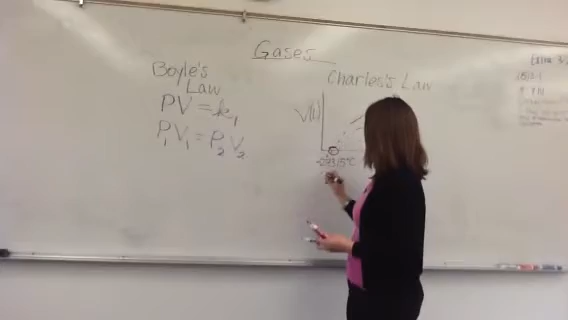 Gases
Boyle's
Law
PV = k₁
P₁V₁ = P₂V₂
Charles's Law
V(L)
-273.15°C